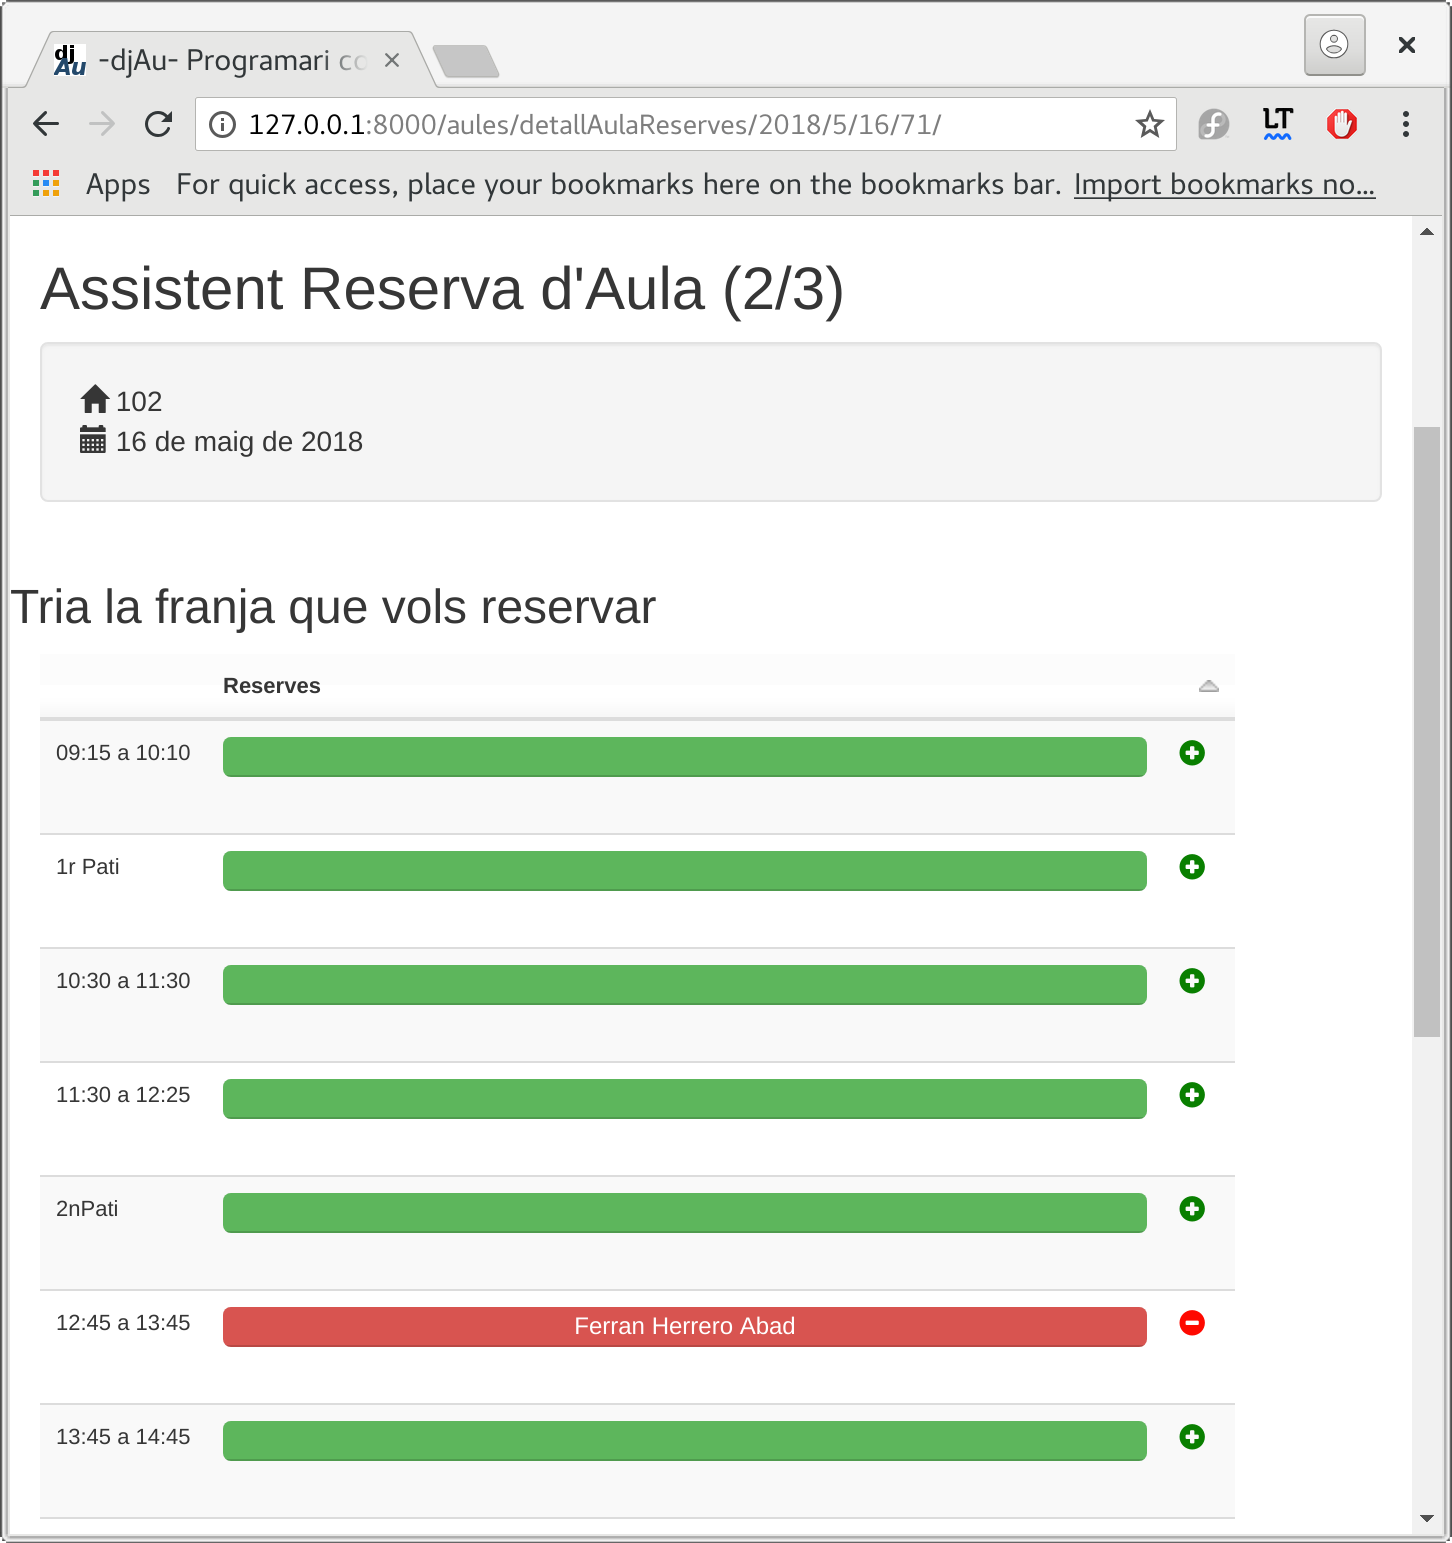 dj
Au
-djAu- Programari co
127.0.0.1:8000/aules/detallAulaReserves/2018/5/16/71/
LT
Apps For quick access, place your bookmarks here on the bookmarks bar. Import bookmarks no...
Assistent Reserva d'Aula (2/3)
102
16 de maig de 2018
Tria la franja que vols reservar
Reserves
09:15 a 10:10
1r Pati
10:30 a 11:30
11:30 a 12:25
2nPati
12:45 a 13:45 Ferran Herrero Abad
13:45 a 14:45